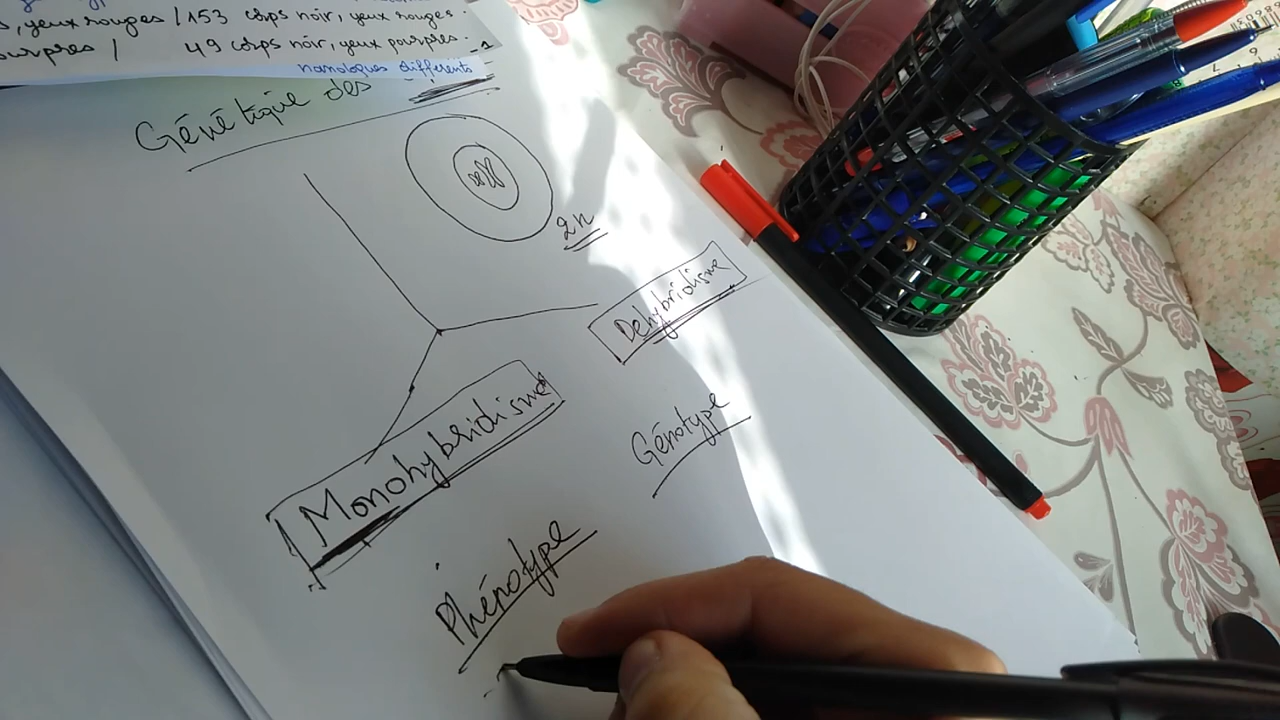 , yeux rouges / 153 corps noir, yeux rouges.
pourpres / 49 corps noir, yeux pourpres.
homologues différents
Génétique des
2n
Dehybridisme
Monohybridisme
Génotype
Phénotype